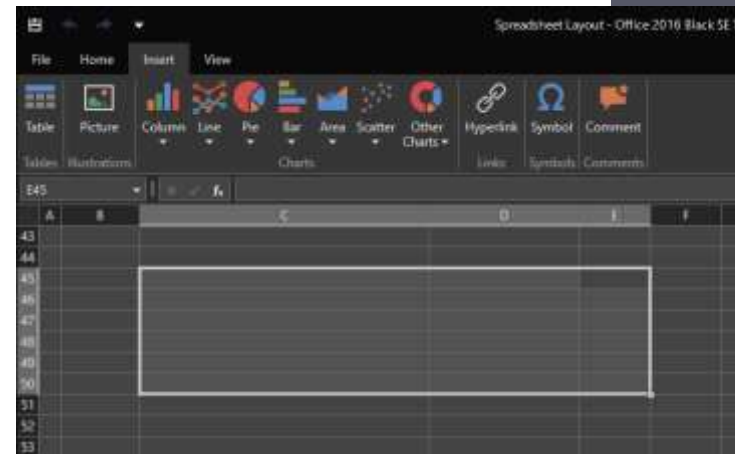 Spreadsheet Layout - Office 2016 Black SE
File Home Insert View
Table Picture Column Line Pie Bar Area Scatter Other Charts Hyperlink Symbol Comment
Tables Illustrations Charts Links Symbols Comments
E45 fx
A B C D E F
43
44
45
46
47
48
49
50
51
52
53